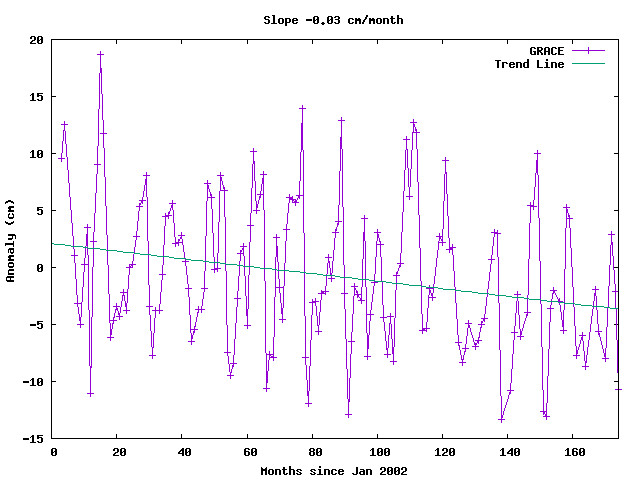 Slope -0.03 cm/month
GRACE
Trend Line
20
15
10
5
0
-5
-10
-15
Anomaly (cm)
0 20 40 60 80 100 120 140 160
Months since Jan 2002